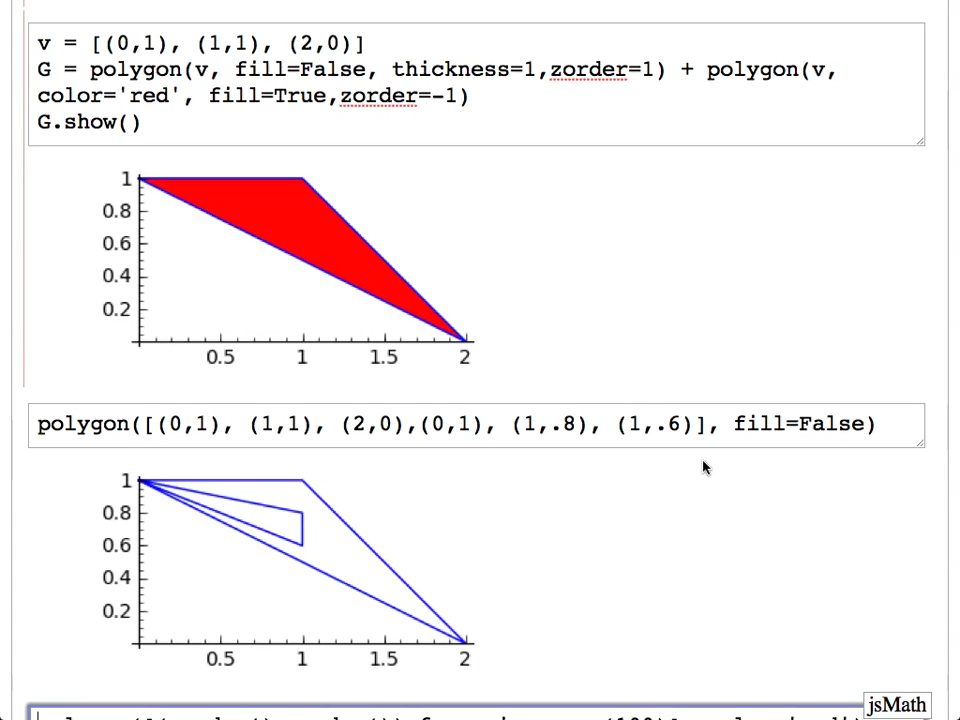 v = [(0,1), (1,1), (2,0)]
G = polygon(v, fill=False, thickness=1,zorder=1) + polygon(v,
color='red', fill=True,zorder=-1)
G.show()
1
0.8
0.6
0.4
0.2
0.5 1 1.5 2
polygon([(0,1), (1,1), (2,0),(0,1), (1,.8), (1,.6)], fill=False)
1
0.8
0.6
0.4
0.2
0.5 1 1.5 2
jsMath